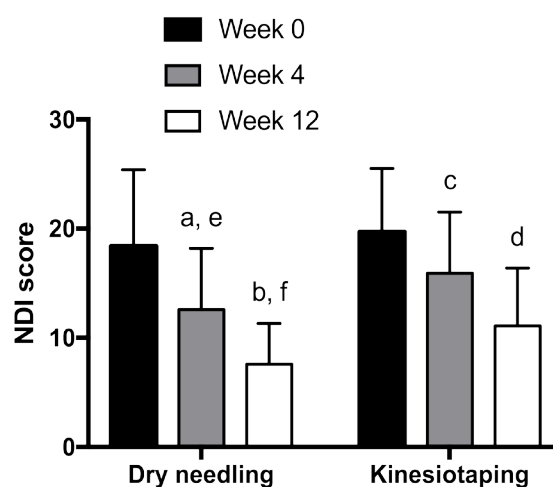 Week 0
Week 4
Week 12
NDI score
30
20
10
0
a, e
b, f
c
d
Dry needling
Kinesiotaping